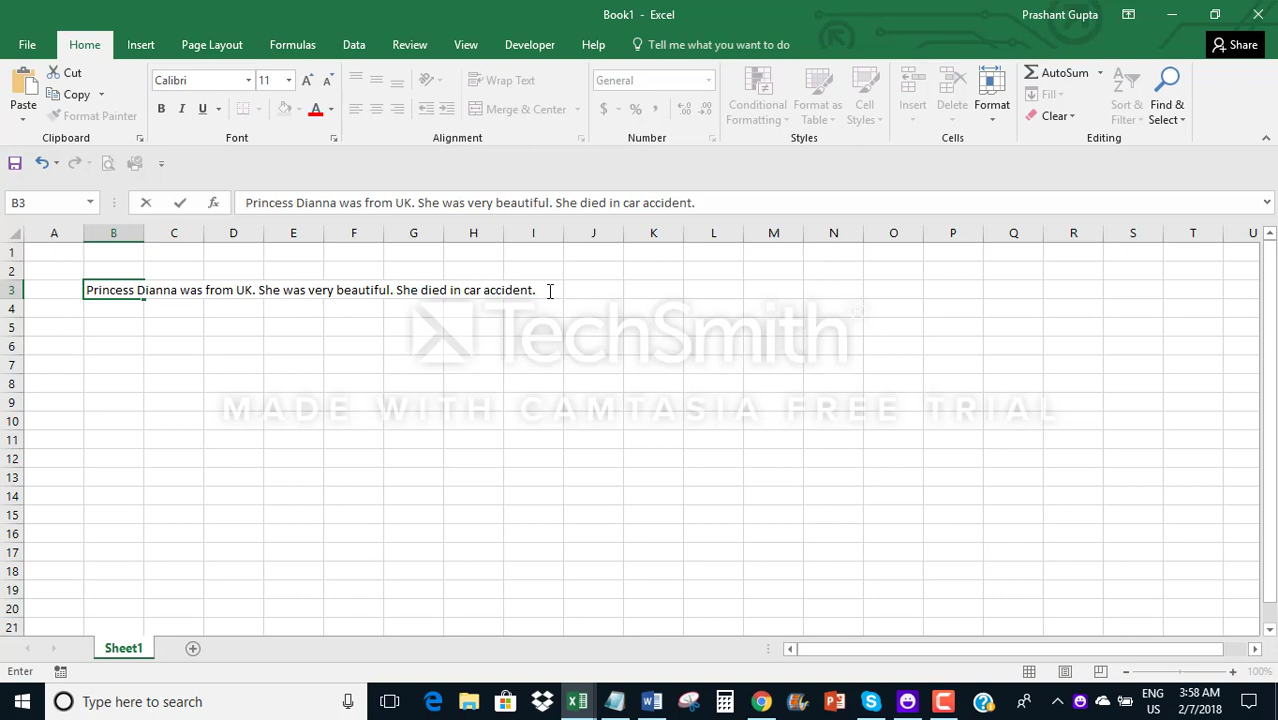 Book1 - Excel
Prashant Gupta
File Home Insert Page Layout Formulas Data Review View Developer Help Tell me what you want to do Share
Paste
Cut
Copy
Format Painter
Clipboard
Calibri 11
B I U
Font
Wrap Text
Merge & Center
Alignment
General
$ % ,
Number
Conditional Formatting
Format as Table
Cell Styles
Styles
Insert
Delete
Format
Cells
AutoSum
Fill
Clear
Sort & Filter
Find & Select
Editing
B3 fx Princess Dianna was from UK. She was very beautiful. She died in car accident.
A B C D E F G H I J K L M N O P Q R S T U
1
2
3 Princess Dianna was from UK. She was very beautiful. She died in car accident.
4
5
6
7
8
9
10
11
12
13
14
15
16
17
18
19
20
21
TechSmith®
MADE WITH CAMTASIA FREE TRIAL
Sheet1
Enter
100%
Type here to search
ENG
US
3:58 AM
2/7/2018